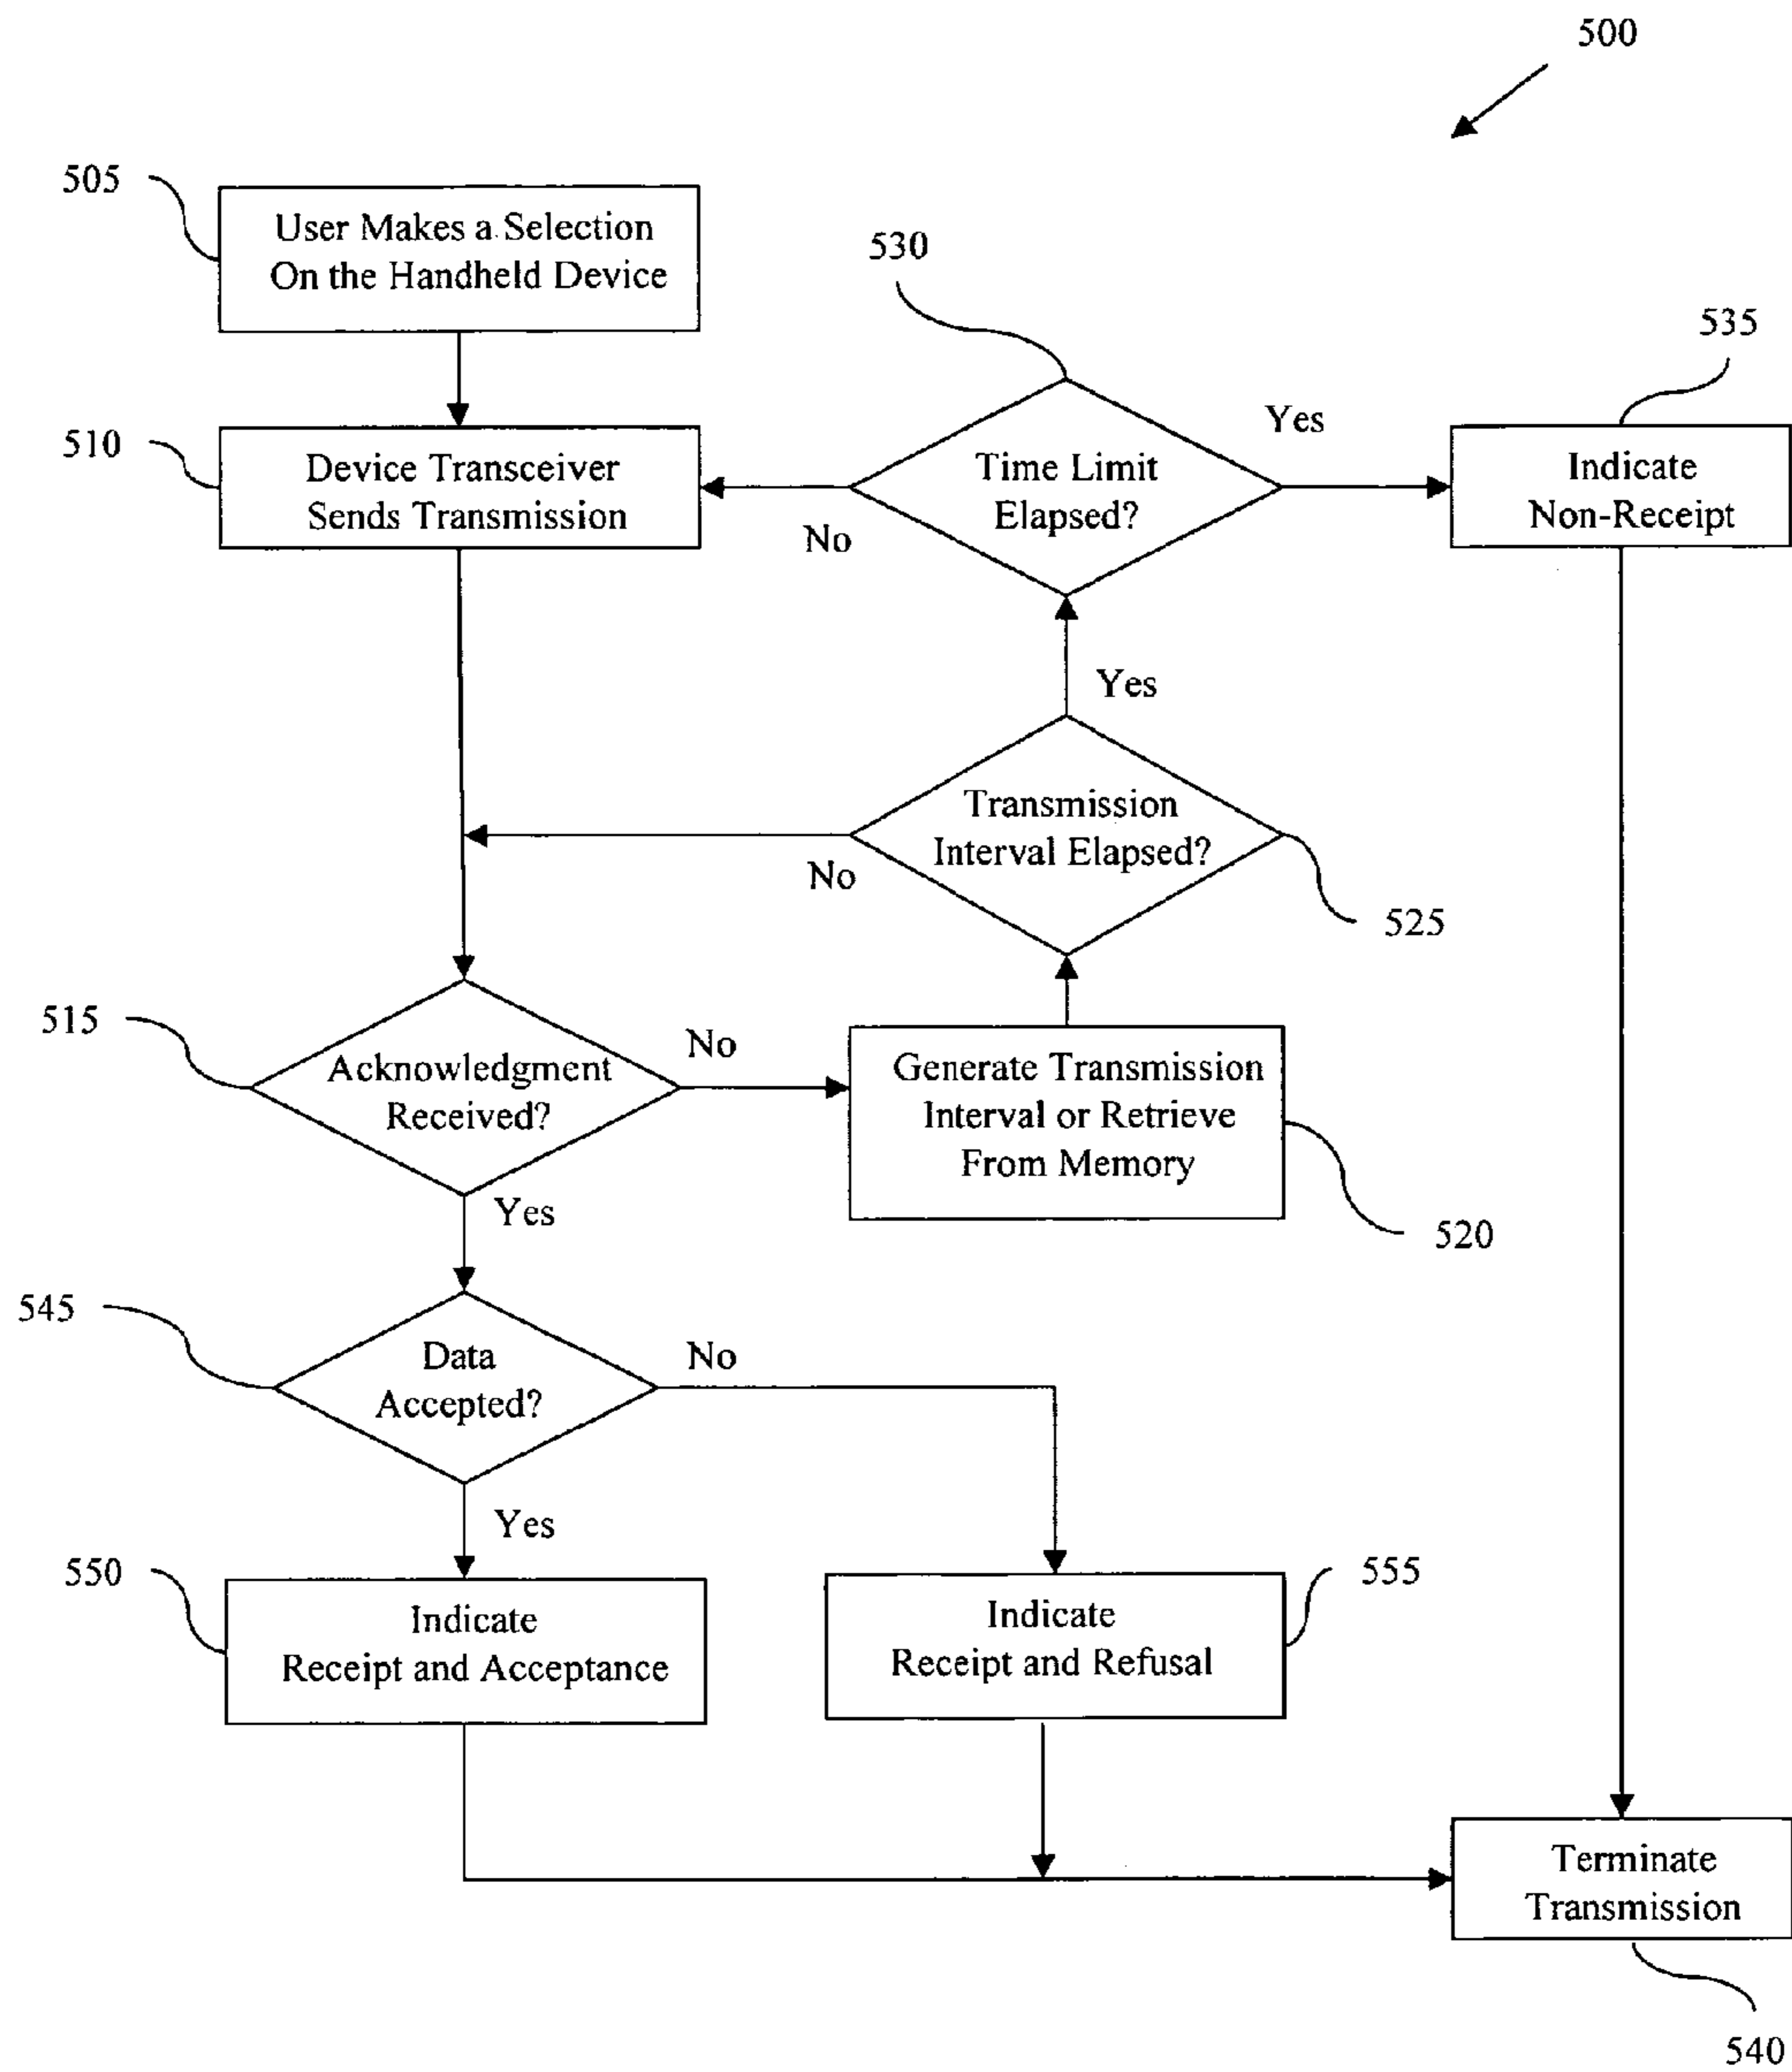 500
505
User Makes a Selection
On the Handheld Device
530
535
510
Device Transceiver
Sends Transmission
Time Limit
Elapsed?
Yes
No
Indicate
Non-Receipt
Yes
Transmission
Interval Elapsed?
No
525
515
Acknowledgment
Received?
No
Generate Transmission
Interval or Retrieve
From Memory
Yes
520
545
Data
Accepted?
No
Yes
550
Indicate
Receipt and Acceptance
Indicate
Receipt and Refusal
555
Terminate
Transmission
540